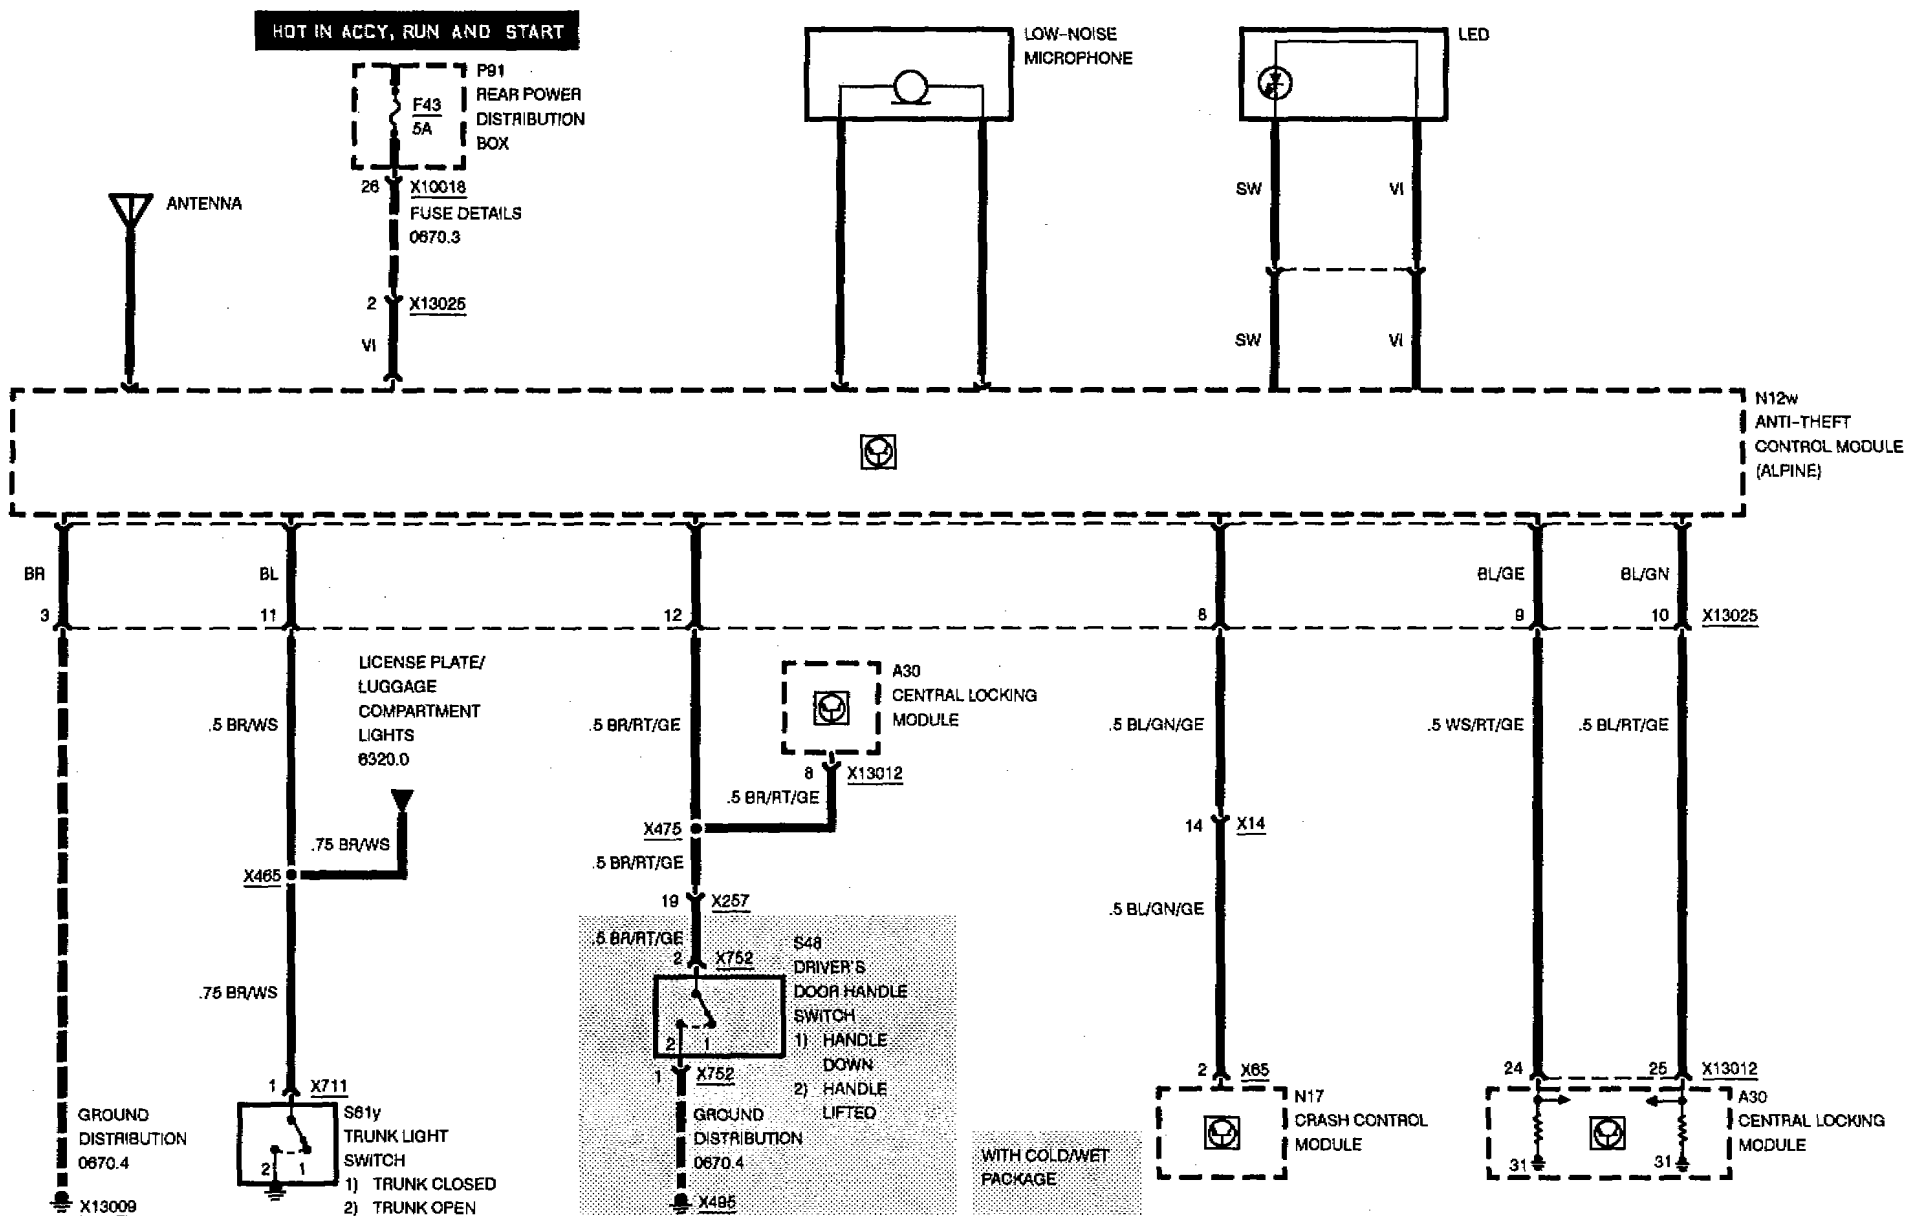 HOT IN ACCY, RUN AND START
P91
REAR POWER
DISTRIBUTION
BOX
F43
5A
LOW-NOISE
MICROPHONE
LED
ANTENNA
26
X10018
FUSE DETAILS
0670.3
2
X13025
VI
SW
VI
SW
VI
N12w
ANTI-THEFT
CONTROL MODULE
(ALPINE)
BR
BL
BL/GE
BL/GN
3
11
12
8
9
10
X13025
LICENSE PLATE/
LUGGAGE
COMPARTMENT
LIGHTS
6320.0
A30
CENTRAL LOCKING
MODULE
.5 BR/WS
.5 BR/RT/GE
.5 BL/GN/GE
.5 WS/RT/GE
.5 BL/RT/GE
8
X13012
.5 BR/RT/GE
X475
14
X14
.75 BR/WS
.5 BR/RT/GE
X465
19
X257
.5 BL/GN/GE
.5 BR/RT/GE
2
X752
S48
DRIVER'S
DOOR HANDLE
SWITCH
1) HANDLE
DOWN
2) HANDLE
LIFTED
.75 BR/WS
2
1
1
X752
GROUND
DISTRIBUTION
0670.4
X495
1
X711
S61y
TRUNK LIGHT
SWITCH
1) TRUNK CLOSED
2) TRUNK OPEN
2
1
GROUND
DISTRIBUTION
0670.4
X13009
WITH COLD/WET
PACKAGE
2
X65
N17
CRASH CONTROL
MODULE
24
25
X13012
A30
CENTRAL LOCKING
MODULE
31
31